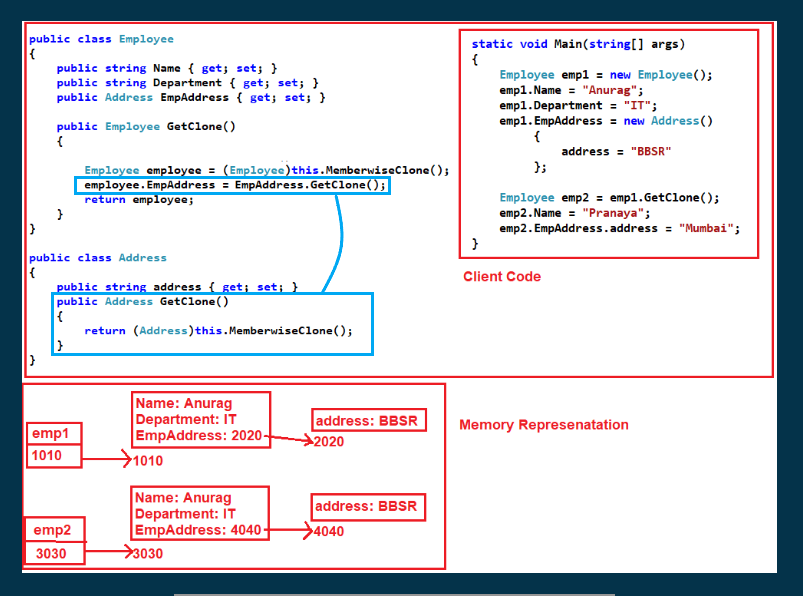 public class Employee
{
public string Name { get; set; }
public string Department { get; set; }
public Address EmpAddress { get; set; }
public Employee GetClone()
{
Employee employee = (Employee)this.MemberwiseClone();
employee.EmpAddress = EmpAddress.GetClone();
return employee;
}
}
public class Address
{
public string address { get; set; }
public Address GetClone()
{
return (Address)this.MemberwiseClone();
}
}
static void Main(string[] args)
{
Employee emp1 = new Employee();
emp1.Name = "Anurag";
emp1.Department = "IT";
emp1.EmpAddress = new Address()
{
address = "BBSR"
};
Employee emp2 = emp1.GetClone();
emp2.Name = "Pranaya";
emp2.EmpAddress.address = "Mumbai";
}
Client Code
emp1
1010
Name: Anurag
Department: IT
EmpAddress: 2020
1010
address: BBSR
2020
Memory Represenatation
emp2
3030
Name: Anurag
Department: IT
EmpAddress: 4040
3030
address: BBSR
4040